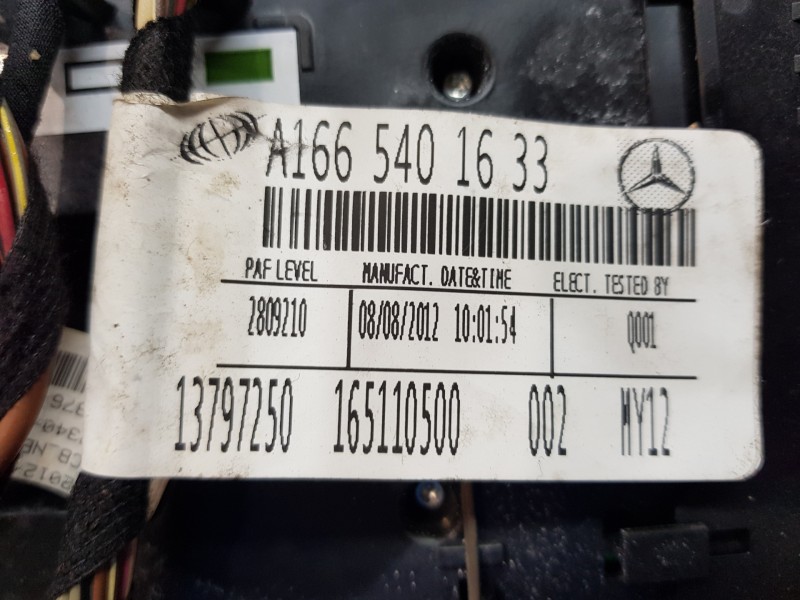 A166 540 16 33
PAF LEVEL MANUFACT. DATE&TIME ELECT. TESTED BY
2809210 08/08/2012 10:01:54 Q001
13797250 165110500 002 MY12